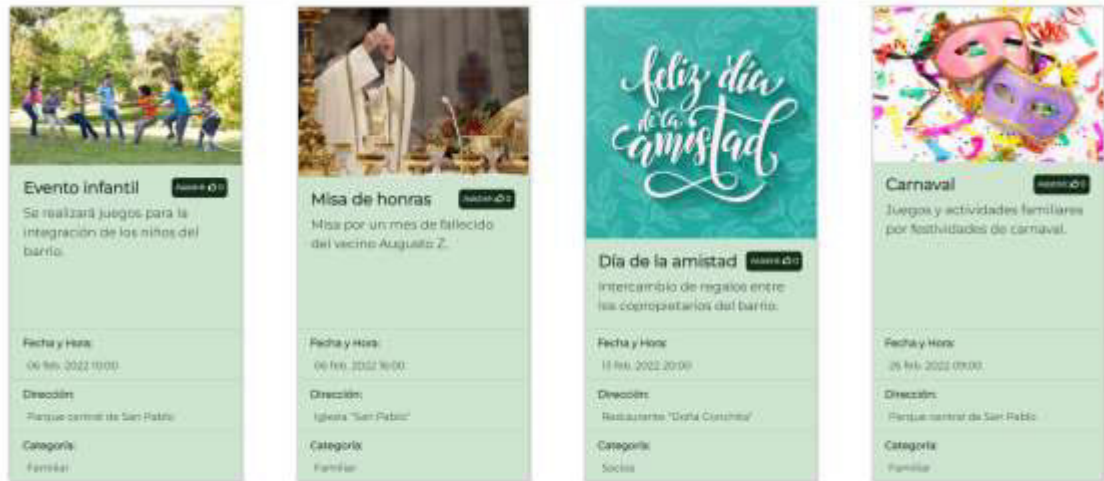 feliz día
de la
amistad
Evento infantil
Se realizará juegos para la
integración de los niños del
barrio.
Fecha y Hora:
06 feb. 2022 10:00
Dirección:
Parque central de San Pablo
Categoría:
Familiar
Misa de honras
Misa por un mes de fallecido
del vecino Augusto Z.
Fecha y Hora:
06 feb. 2022 16:00
Dirección:
Iglesia "San Pablo"
Categoría:
Familiar
Día de la amistad
Intercambio de regalos entre
los copropietarios del barrio.
Fecha y Hora:
feb. 2022 20:00
Dirección:
Restaurante "Doña Conchita"
Categoría:
Carnaval
Juegos y actividades familiares
por festividades de carnaval.
Fecha y Hora:
26 feb. 2022 09:00
Dirección:
Parque central de San Pablo
Categoría:
Familiar